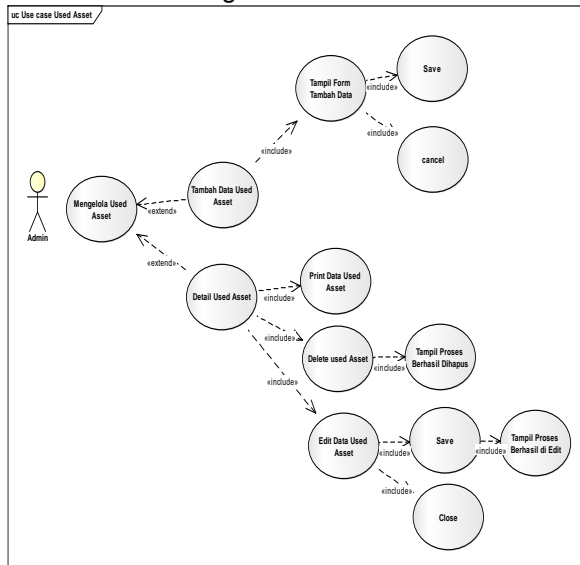 uc Use case Used Asset
Tampil Form
Tambah Data
«include»
Save
«include»
cancel
«include»
Tambah Data Used
Asset
«extend»
Mengelola Used
Asset
Admin
«extend»
Detail Used Asset
«include»
Print Data Used
Asset
«include»
Delete used Asset
«include»
Tampil Proses
Berhasil Dihapus
«include»
Edit Data Used
Asset
«include»
Save
«include»
Tampil Proses
Berhasil di Edit
«include»
Close